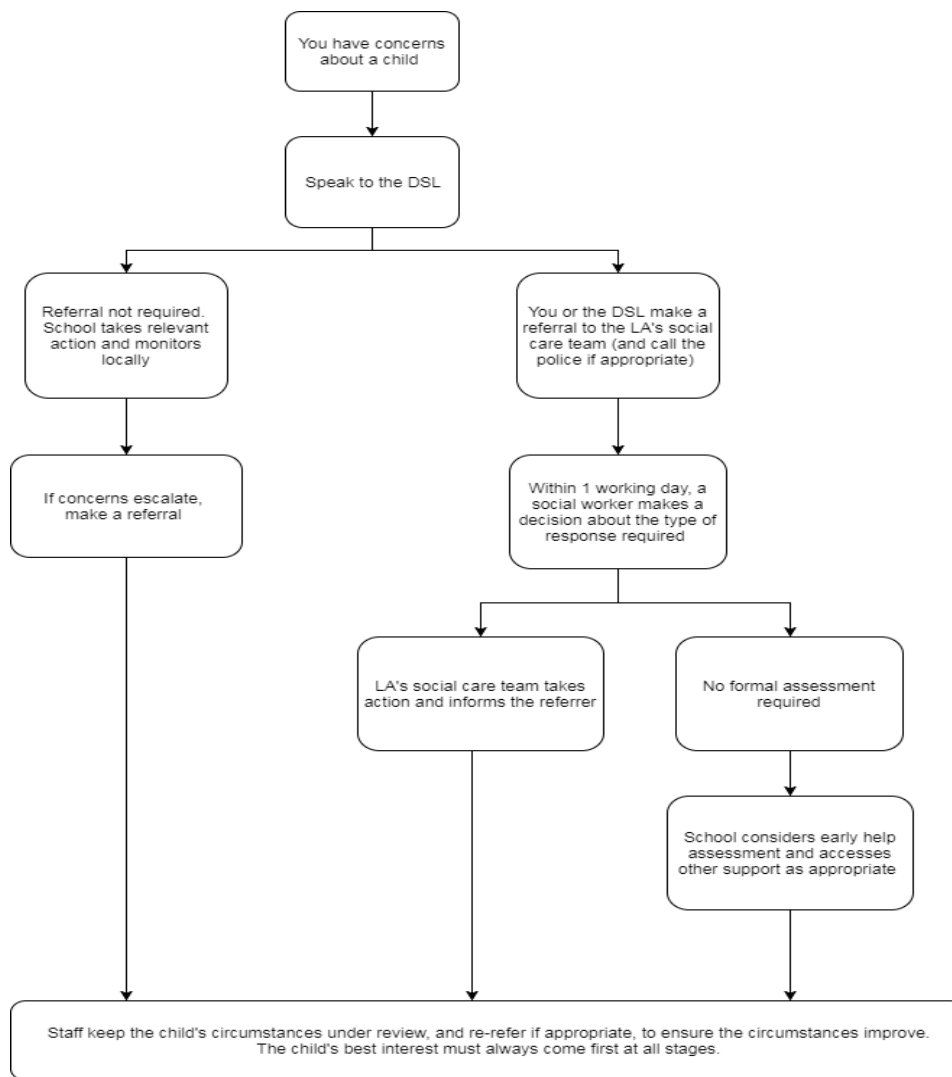 You have concerns
about a child
Speak to the DSL
Referral not required.
School takes relevant
action and monitors
locally
You or the DSL make a
referral to the LA's social
care team (and call the
police if appropriate)
If concerns escalate,
make a referral
Within 1 working day, a
social worker makes a
decision about the type of
response required
LA's social care team takes
action and informs the referrer
No formal assessment
required
School considers early help
assessment and accesses
other support as appropriate
Staff keep the child's circumstances under review, and re-refer if appropriate, to ensure the circumstances improve.
The child's best interest must always come first at all stages.